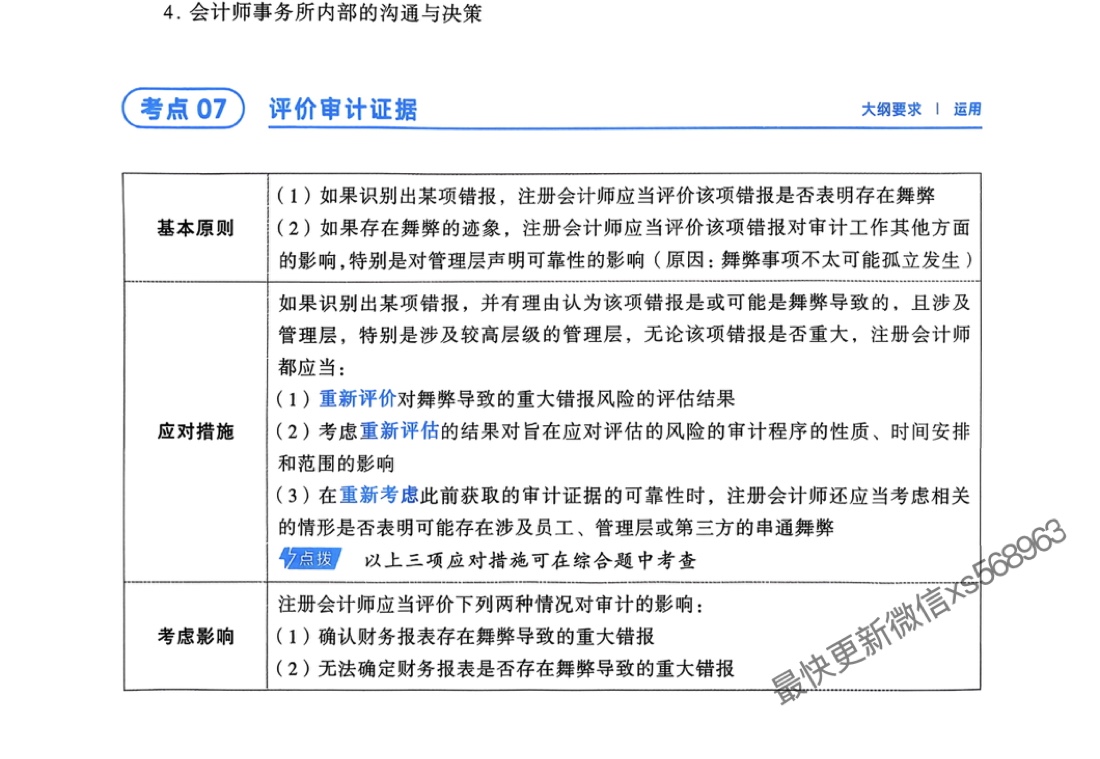 4. 会计师事务所内部的沟通与决策
考点 07 评价审计证据 大纲要求 | 运用
基本原则
(1) 如果识别出某项错报，注册会计师应当评价该项错报是否表明存在舞弊
(2) 如果存在舞弊的迹象，注册会计师应当评价该项错报对审计工作其他方面
的影响，特别是对管理层声明可靠性的影响（原因：舞弊事项不太可能孤立发生）
应对措施
如果识别出某项错报，并有理由认为该项错报是或可能是舞弊导致的，且涉及
管理层，特别是涉及较高层级的管理层，无论该项错报是否重大，注册会计师
都应当：
(1) 重新评价对舞弊导致的重大错报风险的评估结果
(2) 考虑重新评估的结果对旨在应对评估的风险的审计程序的性质、时间安排
和范围的影响
(3) 在重新考虑此前获取的审计证据的可靠性时，注册会计师还应当考虑相关
的情形是否表明可能存在涉及员工、管理层或第三方的串通舞弊
点拨 以上三项应对措施可在综合题中考查
考虑影响
注册会计师应当评价下列两种情况对审计的影响：
(1) 确认财务报表存在舞弊导致的重大错报
(2) 无法确定财务报表是否存在舞弊导致的重大错报
最快更新微信xs568963